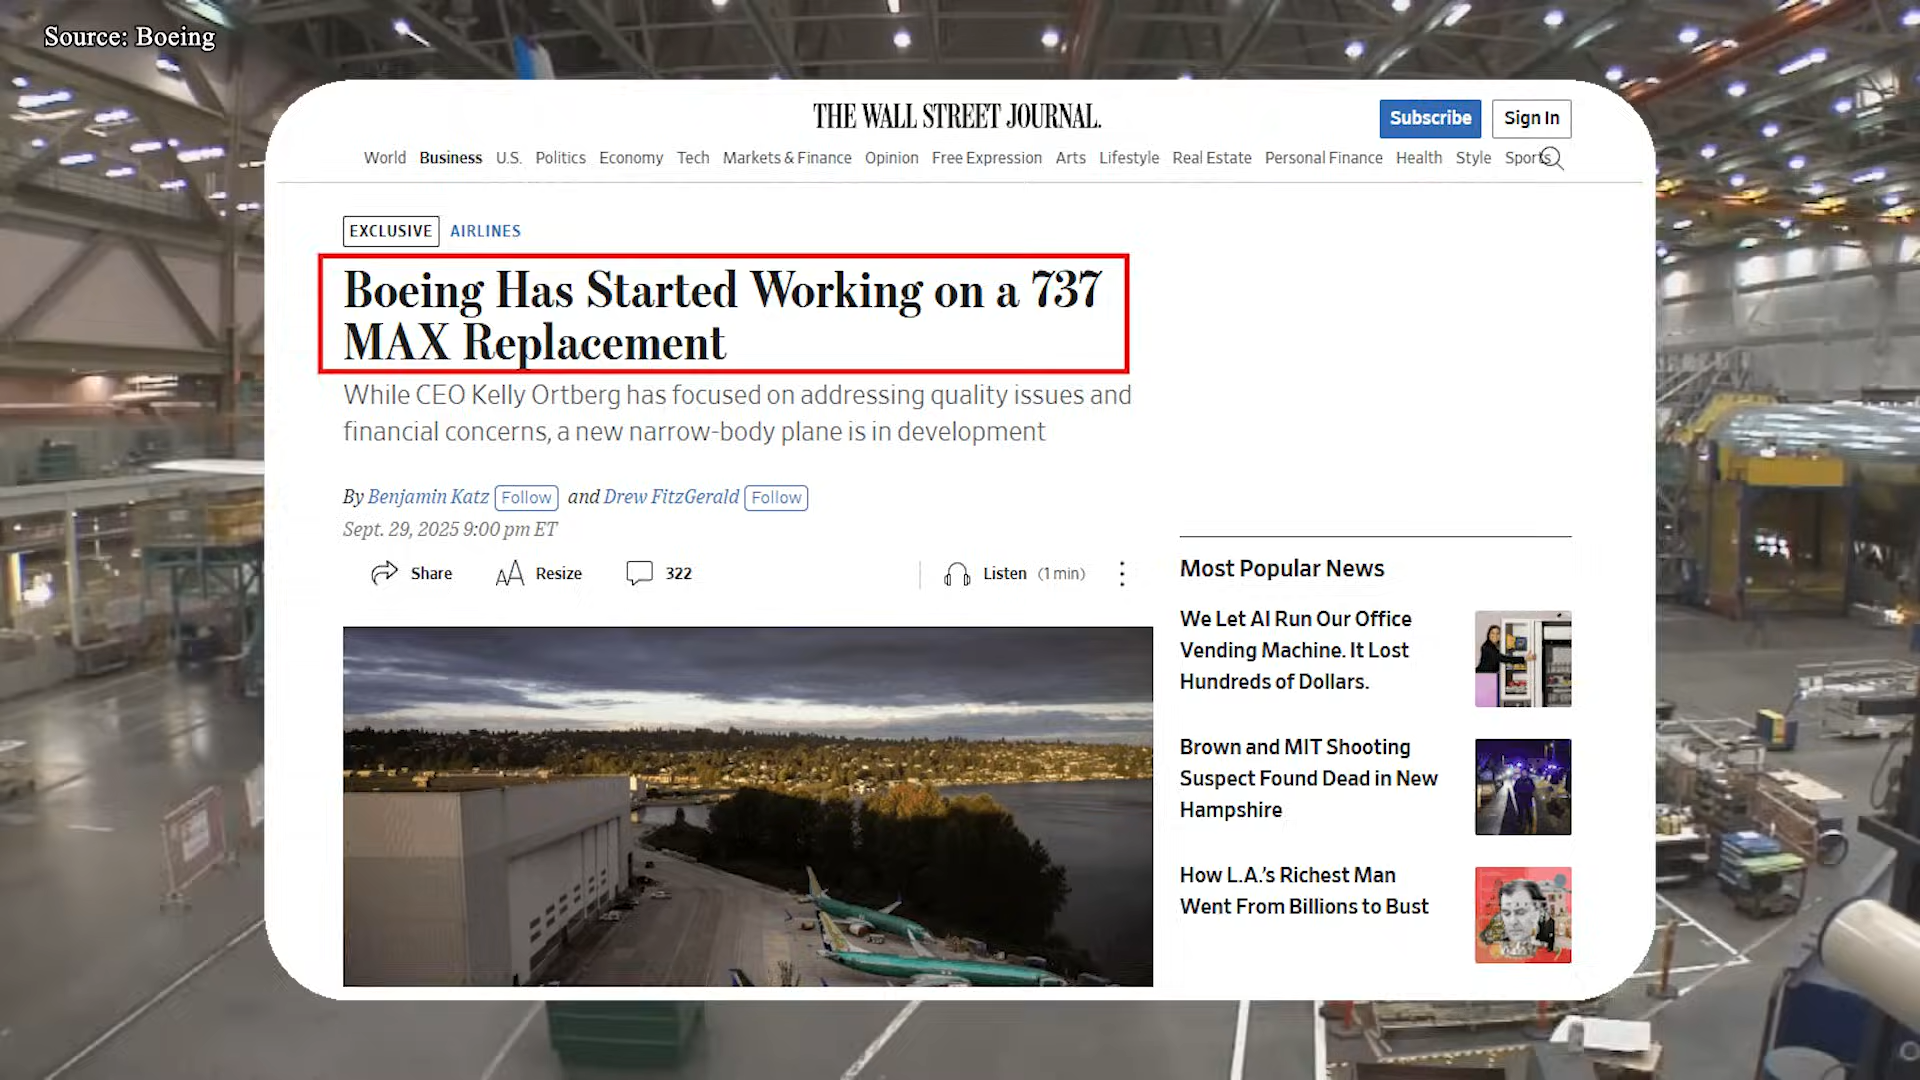 Source: Boeing
THE WALL STREET JOURNAL.
Subscribe
Sign In
World Business U.S. Politics Economy Tech Markets & Finance Opinion Free Expression Arts Lifestyle Real Estate Personal Finance Health Style Sports
EXCLUSIVE AIRLINES
Boeing Has Started Working on a 737
MAX Replacement
While CEO Kelly Ortberg has focused on addressing quality issues and
financial concerns, a new narrow-body plane is in development
By Benjamin Katz Follow and Drew FitzGerald Follow
Sept. 29, 2025 9:00 pm ET
Share Resize 322 Listen (1 min)
Most Popular News
We Let AI Run Our Office
Vending Machine. It Lost
Hundreds of Dollars.
Brown and MIT Shooting
Suspect Found Dead in New
Hampshire
How L.A.'s Richest Man
Went From Billions to Bust